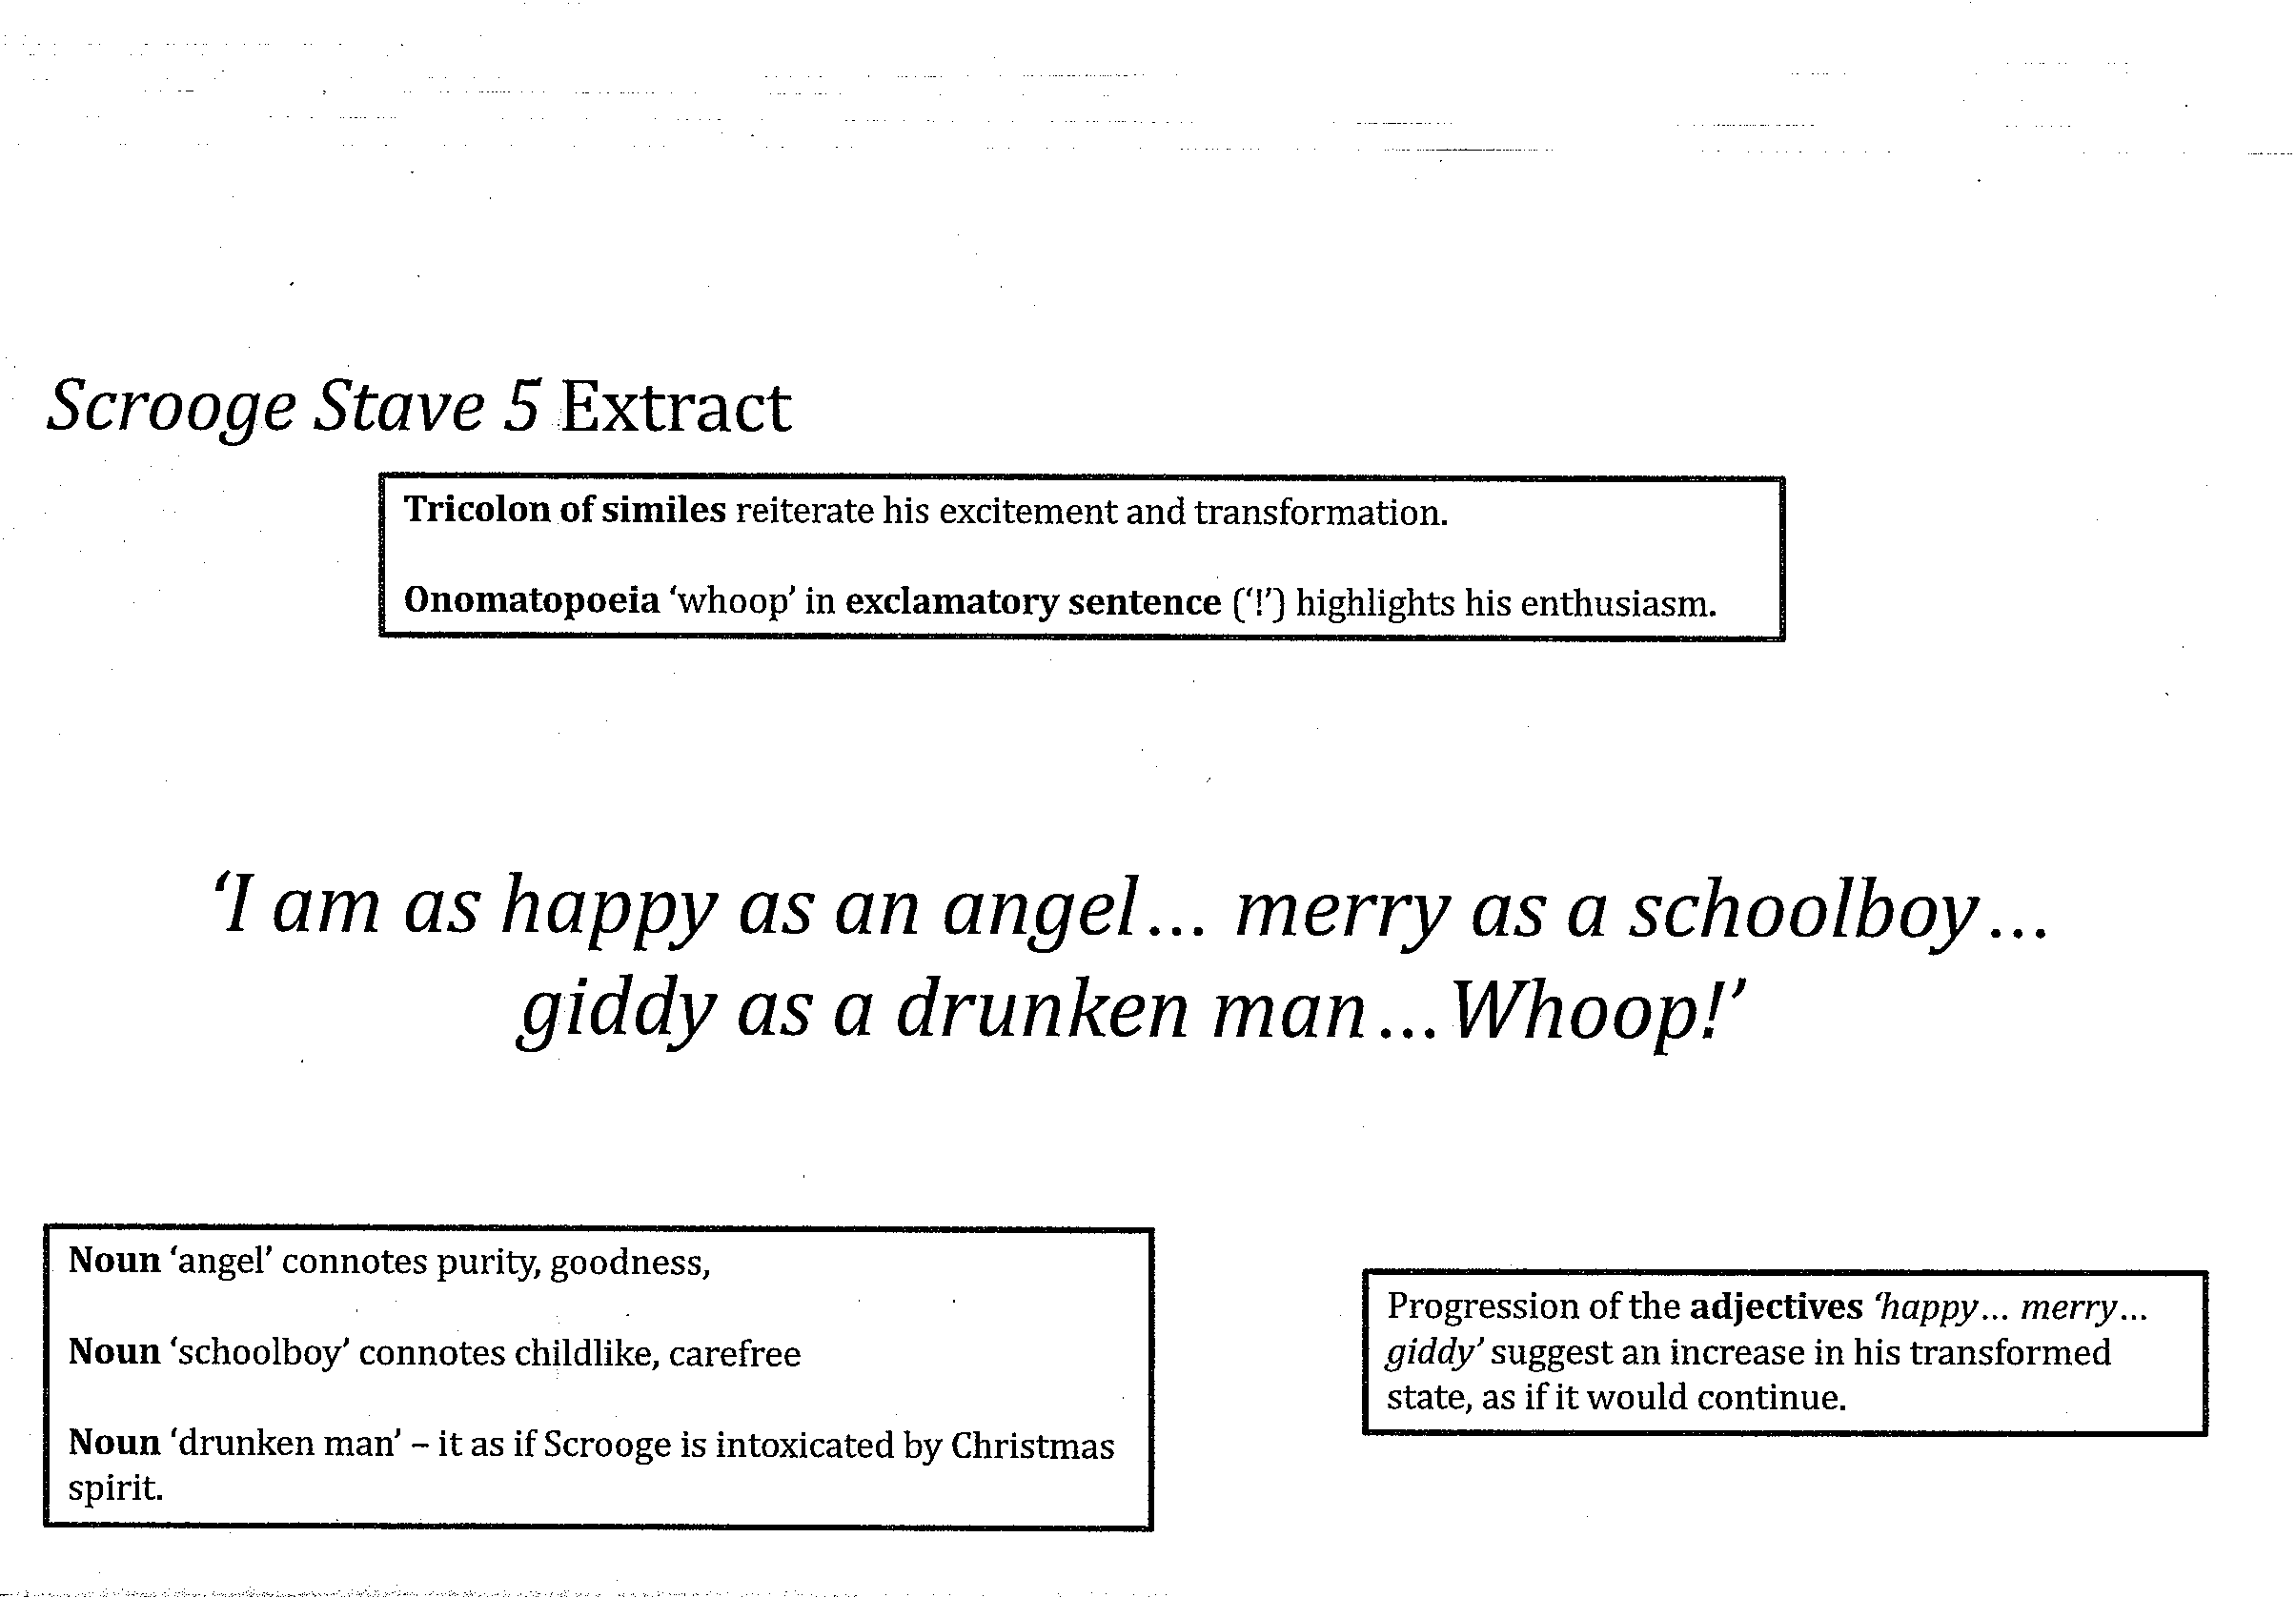 Scrooge Stave 5 Extract
Tricolon of similes reiterate his excitement and transformation.
Onomatopoeia ‘whoop’ in exclamatory sentence (‘!’) highlights his enthusiasm.
‘I am as happy as an angel… merry as a schoolboy…
giddy as a drunken man…Whoop!’
Noun ‘angel’ connotes purity, goodness,
Noun ‘schoolboy’ connotes childlike, carefree
Noun ‘drunken man’ – it as if Scrooge is intoxicated by Christmas
spirit.
Progression of the adjectives ‘happy… merry…
giddy’ suggest an increase in his transformed
state, as if it would continue.